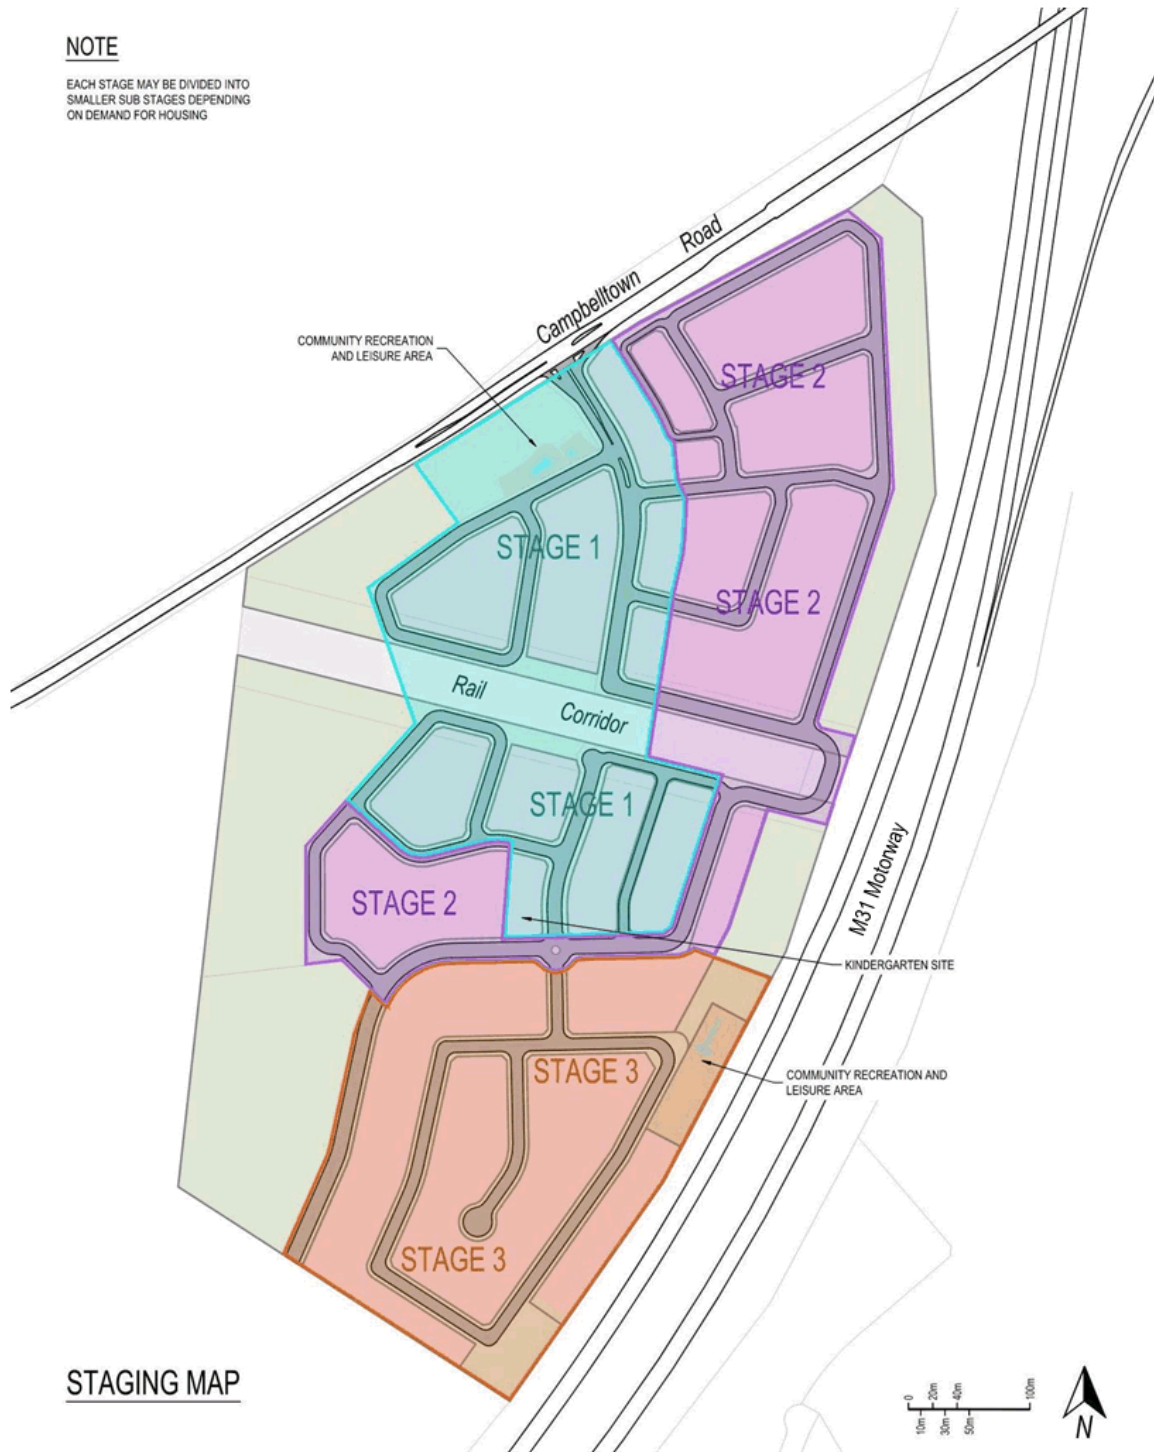 NOTE
EACH STAGE MAY BE DIVIDED INTO
SMALLER SUB STAGES DEPENDING
ON DEMAND FOR HOUSING
Campbelltown Road
COMMUNITY RECREATION
AND LEISURE AREA
STAGE 2
STAGE 1
STAGE 2
Rail Corridor
STAGE 1
STAGE 2
M31 Motorway
KINDERGARTEN SITE
STAGE 3
COMMUNITY RECREATION AND
LEISURE AREA
STAGE 3
STAGING MAP
0 20m 40m 100m
10m 30m 50m
N